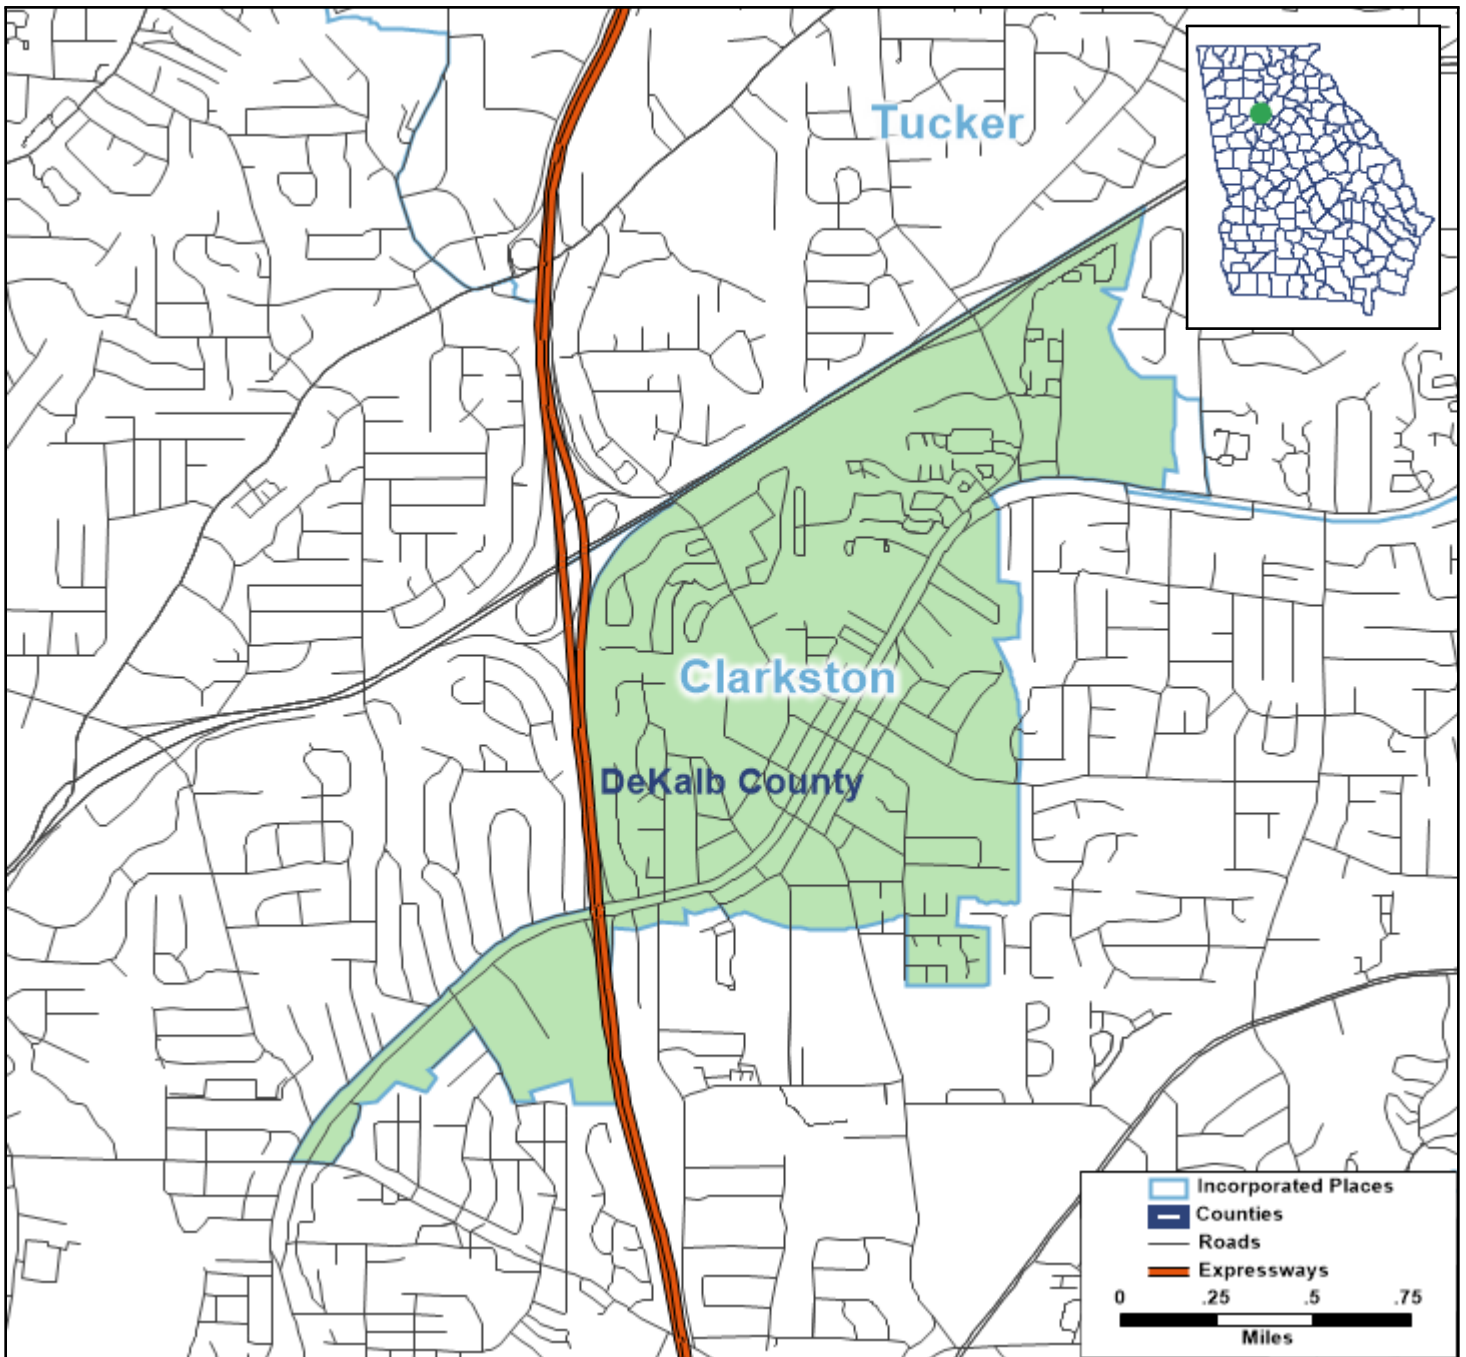 Tucker
Clarkston
DeKalb County
Incorporated Places
Counties
Roads
Expressways
0 .25 .5 .75
Miles